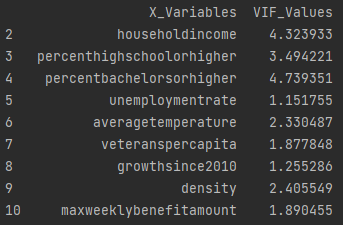 X_Variables VIF_Values
2 householdincome 4.323933
3 percenthighschoolorhigher 3.494221
4 percentbachelorsorhigher 4.739351
5 unemploymentrate 1.151755
6 averagetemperature 2.330487
7 veteranspercapita 1.877848
8 growthsince2010 1.255286
9 density 2.405549
10 maxweeklybenefitamount 1.890455